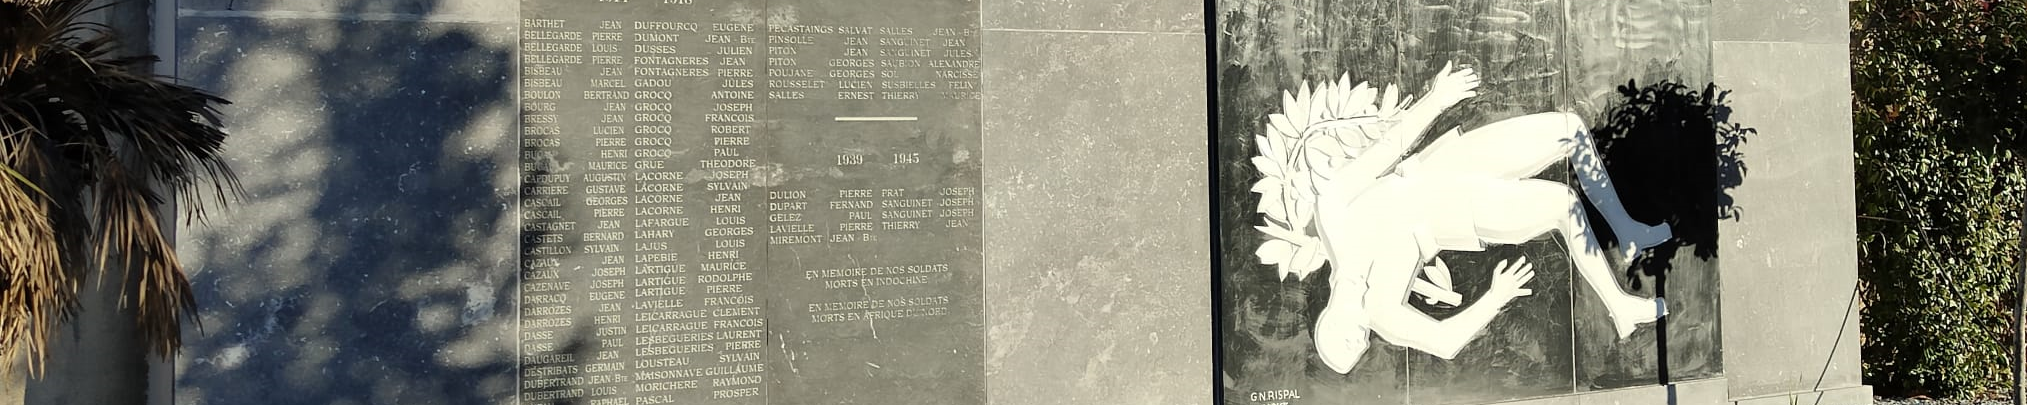 BARTHET JEAN
BELLEGARDE PIERRE
BELLEGARDE LOUIS
BELLEGARDE PIERRE
BISBEAU JEAN
BISBEAU MARCEL
BOULON BERTRAND
BOURG JEAN
BRESSY JEAN
BROCAS LUCIEN
BROCAS PIERRE
HENRI
MAURICE
CAPDUPUY AUGUSTIN
CARRIERE GUSTAVE
CASCAIL GEORGES
CASCAIL PIERRE
CASTAGNET JEAN
CASTETS BERNARD
CASTILLON SYLVAIN
CAZAUX JEAN
CAZAUX JOSEPH
CAZENAVE JOSEPH
DARRACQ EUGENE
DARROZES JEAN
DARROZES HENRI
DASSE JUSTIN
DASSE PAUL
DAUGAREIL JEAN
DESTRIBATS GERMAIN
DUBERTRAND JEAN-Bte
DUBERTRAND LOUIS
RAPHAEL
DUFFOURCQ EUGENE
DUMONT JEAN-Bte
DUSSES JULIEN
FONTAGNERES JEAN
FONTAGNERES PIERRE
GADOU JULES
GROCQ ANTOINE
GROCQ JOSEPH
GROCQ FRANCOIS
GROCQ ROBERT
GROCQ PIERRE
GROCQ PAUL
GRUE THEODORE
LACORNE JOSEPH
LACORNE SYLVAIN
LACORNE JEAN
LACORNE HENRI
LAFARGUE LOUIS
LAHARY GEORGES
LAJUS LOUIS
LAPEBIE HENRI
LARTIGUE MAURICE
LARTIGUE RODOLPHE
LARTIGUE PIERRE
LAVIELLE FRANCOIS
LEICARRAGUE CLEMENT
LEICARRAGUE FRANCOIS
LESBEGUERIES LAURENT
LESBEGUERIES PIERRE
LOUSTEAU SYLVAIN
MAISONNAVE GUILLAUME
MORICHERE RAYMOND
PASCAL PROSPER
PECASTAINGS SALVAT
PINSOLLE JEAN
PITON JEAN
PITON GEORGES
POUJANE GEORGES
ROUSSELET LUCIEN
SALLES ERNEST
SALLES JEAN-Bte
SANGUINET JEAN
SANGUINET JULES
SAUBION ALEXANDRE
SOL NARCISSE
SUSBIELLES FELIX
THIERRY MAURICE
1939 1945
DULION PIERRE
DUPART FERNAND
GELEZ PAUL
LAVIELLE PIERRE
MIREMONT JEAN-Bte
PRAT JOSEPH
SANGUINET JOSEPH
SANGUINET JOSEPH
THIERRY JEAN
EN MEMOIRE DE NOS SOLDATS
MORTS EN INDOCHINE
EN MEMOIRE DE NOS SOLDATS
MORTS EN AFRIQUE DU NORD
G N.RISPAL